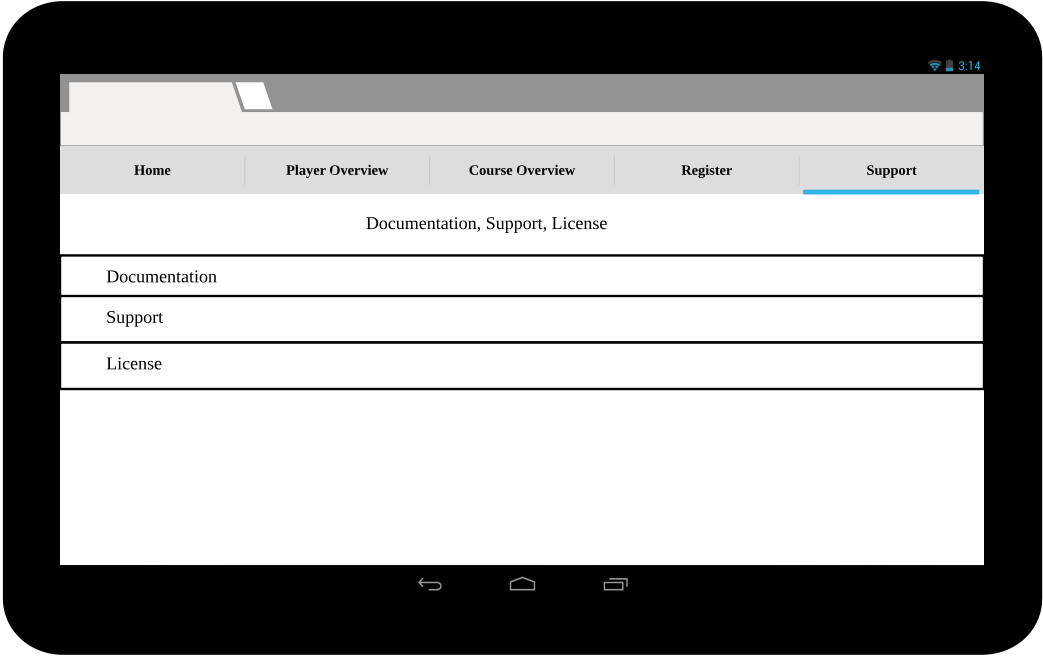 3:14
Home Player Overview Course Overview Register Support
Documentation, Support, License
Documentation
Support
License